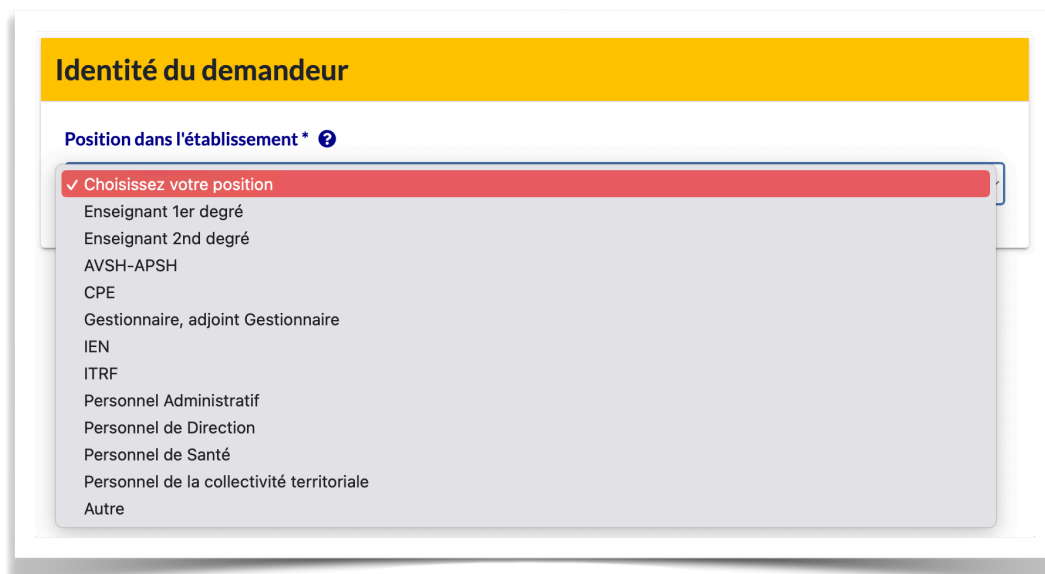 Identité du demandeur
Position dans l'établissement *
Choisissez votre position
Enseignant 1er degré
Enseignant 2nd degré
AVSH-APSH
CPE
Gestionnaire, adjoint Gestionnaire
IEN
ITRF
Personnel Administratif
Personnel de Direction
Personnel de Santé
Personnel de la collectivité territoriale
Autre